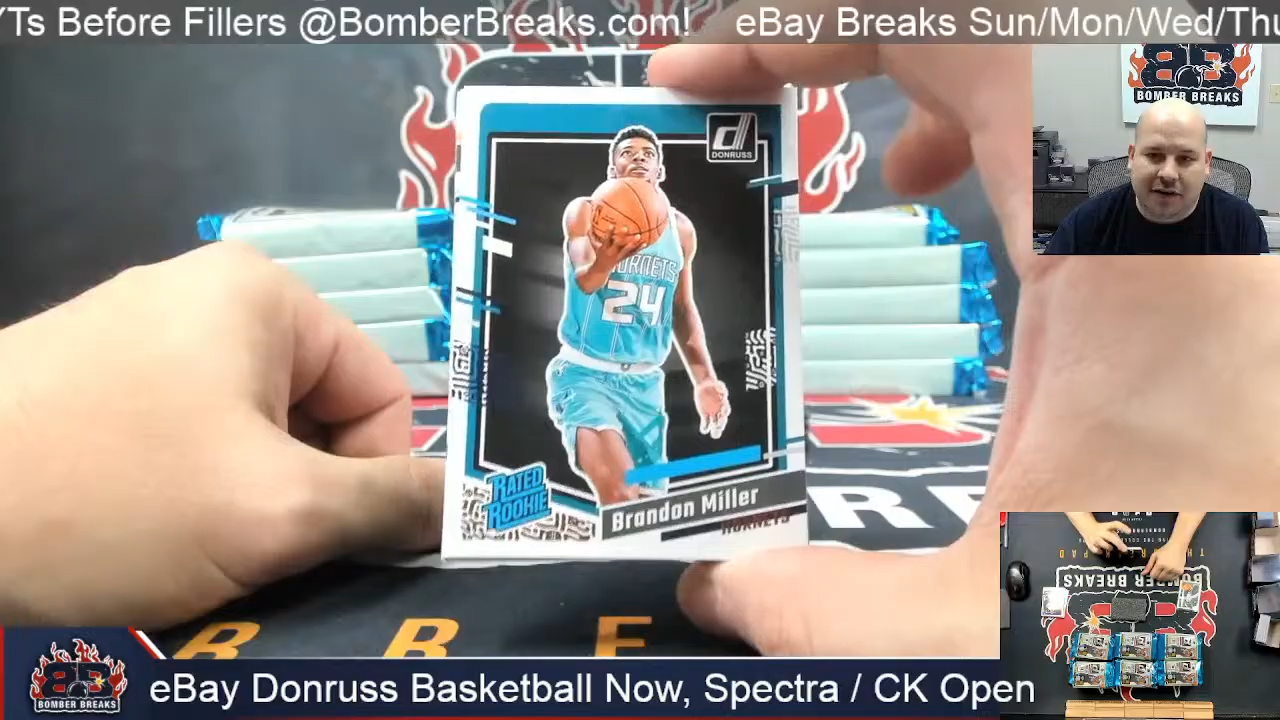 YTs Before Fillers @BomberBreaks.com!    eBay Breaks Sun/Mon/Wed/Thu
BOMBER BREAKS
DONRUSS
HORNETS
24
RATED
ROOKIE
Brandon Miller
HORNETS
B R E
R E
BOMBER BREAKS
BOMBER BREAKS
eBay Donruss Basketball Now, Spectra / CK Open